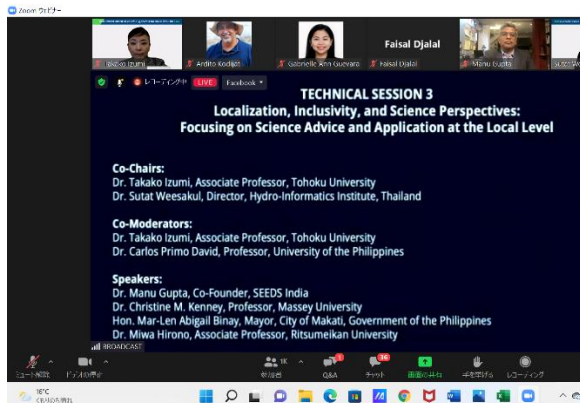 Zoom ウェビナー
Takako Izumi
Ardito Kodijat
Gabrielle Ann Guevara
Faisal Djalal
Faisal Djalal
Manu Gupta
レコーディング中
LIVE
Facebook
TECHNICAL SESSION 3
Localization, Inclusivity, and Science Perspectives:
Focusing on Science Advice and Application at the Local Level
Co-Chairs:
Dr. Takako Izumi, Associate Professor, Tohoku University
Dr. Sutat Weesakul, Director, Hydro-Informatics Institute, Thailand
Co-Moderators:
Dr. Takako Izumi, Associate Professor, Tohoku University
Dr. Carlos Primo David, Professor, University of the Philippines
Speakers:
Dr. Manu Gupta, Co-Founder, SEEDS India
Dr. Christine M. Kenney, Professor, Massey University
Hon. Mar-Len Abigail Binay, Mayor, City of Makati, Government of the Philippines
Dr. Miwa Hirono, Associate Professor, Ritsumeikan University
BROADCAST
ミュート解除
ビデオの停止
1K
参加者
Q&A
36
チャット
画面の共有
手を挙げる
レコーディング
16°C